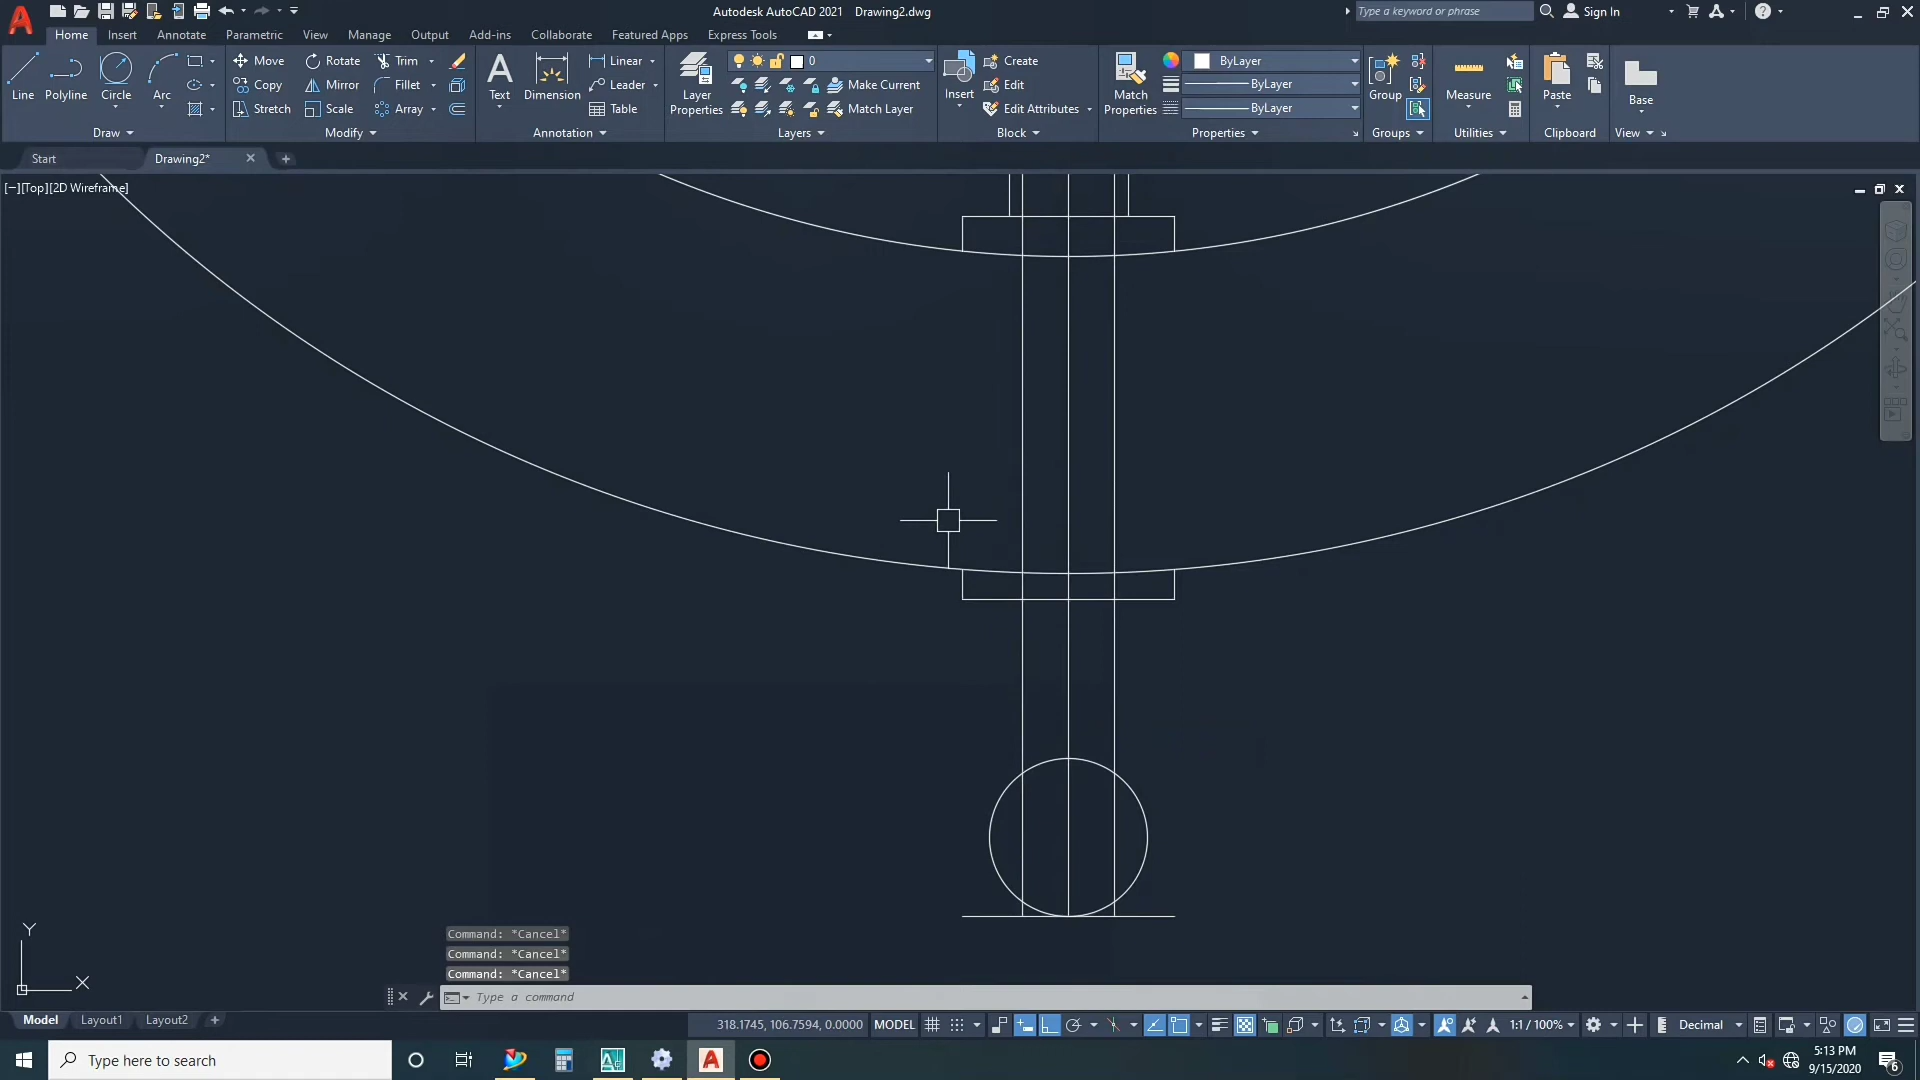 Autodesk AutoCAD 2021 Drawing2.dwg
Type a keyword or phrase
Sign In
Home Insert Annotate Parametric View Manage Output Add-ins Collaborate Featured Apps Express Tools
Line Polyline Circle Arc
Move Rotate Trim
Copy Mirror Fillet
Stretch Scale Array
Text Dimension
Linear
Leader
Table
Layer
Properties
0
Make Current
Match Layer
Insert
Create
Edit
Edit Attributes
Match
Properties
ByLayer
ByLayer
ByLayer
Group
Measure
Paste
Base
Draw Modify Annotation Layers Block Properties Groups Utilities Clipboard View
Start Drawing2*
[−][Top][2D Wireframe]
Y
X
Command: *Cancel*
Command: *Cancel*
Command: *Cancel*
Type a command
Model Layout1 Layout2
318.1745, 106.7594, 0.0000 MODEL
1:1 / 100%
Decimal
Type here to search
5:13 PM
9/15/2020
6